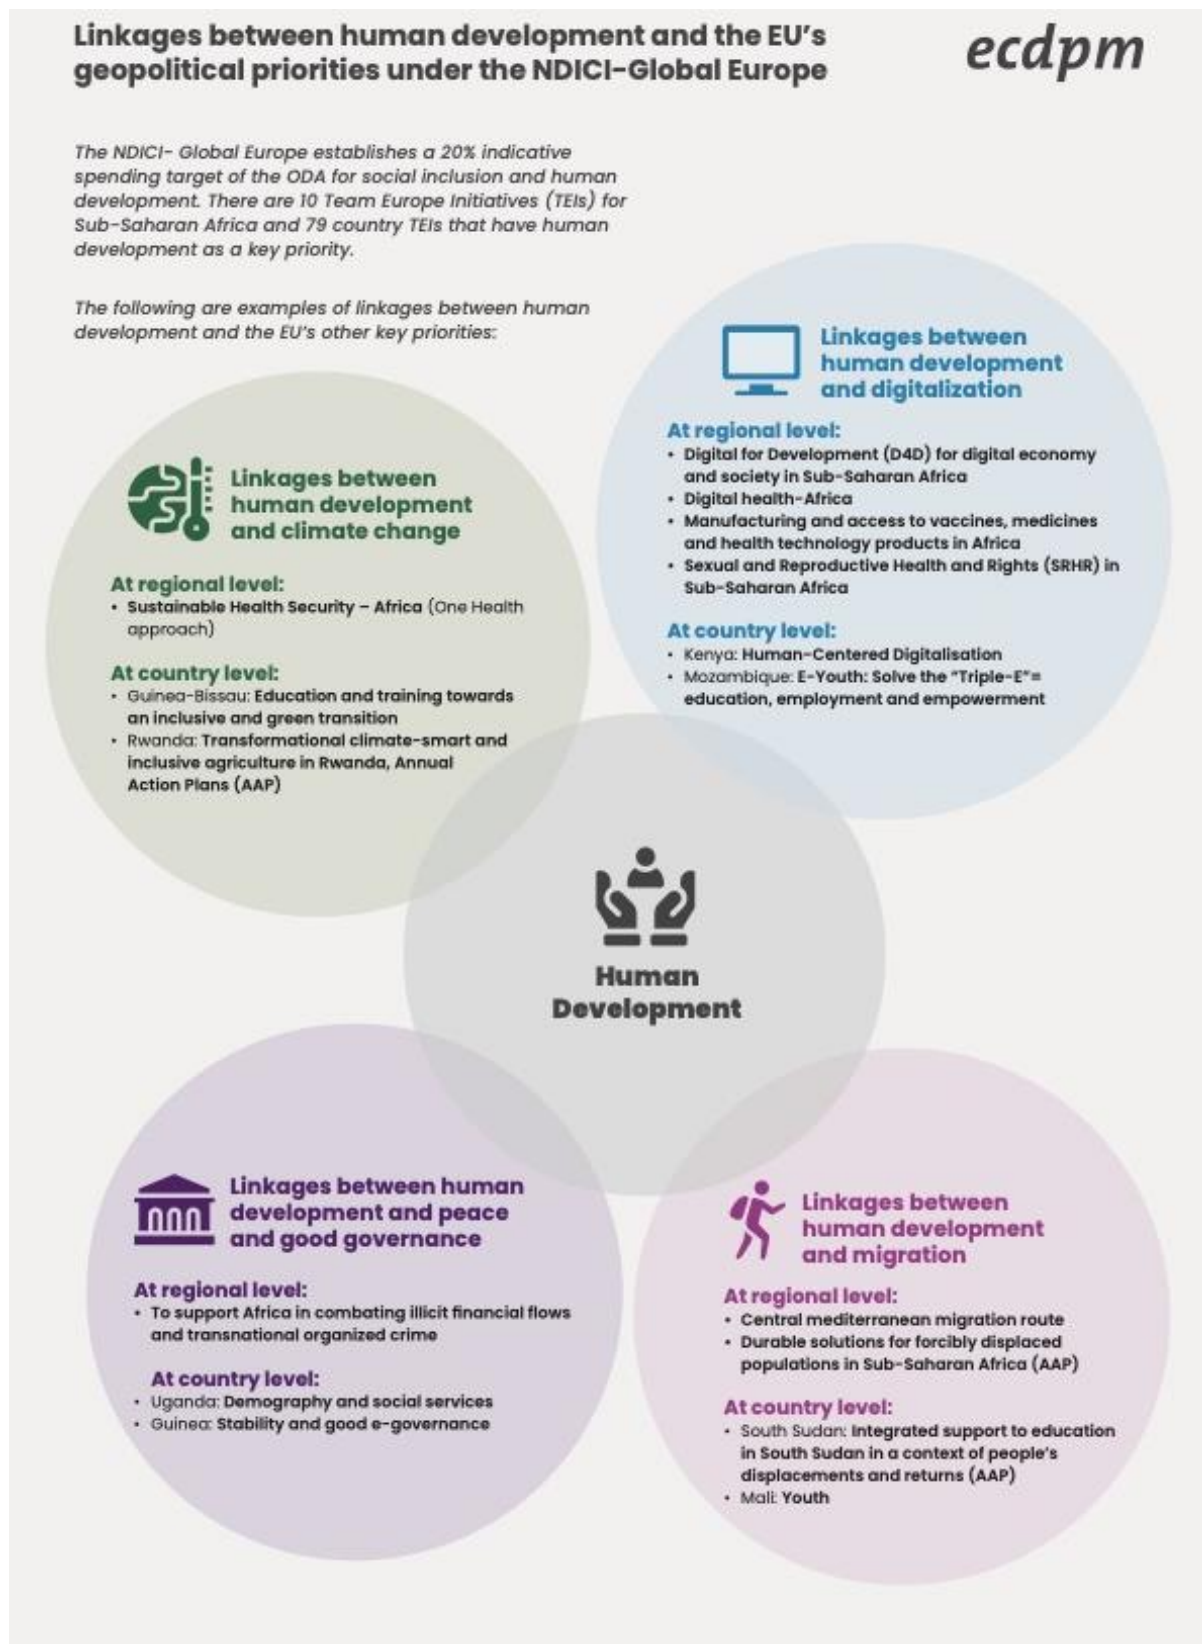 Linkages between human development and the EU's
geopolitical priorities under the NDICI-Global Europe
ecdpm
The NDICI- Global Europe establishes a 20% indicative
spending target of the ODA for social inclusion and human
development. There are 10 Team Europe Initiatives (TEIs) for
Sub-Saharan Africa and 79 country TEIs that have human
development as a key priority.
The following are examples of linkages between human
development and the EU's other key priorities:
Linkages between
human development
and digitalization
At regional level:
• Digital for Development (D4D) for digital economy
and society in Sub-Saharan Africa
• Digital health-Africa
• Manufacturing and access to vaccines, medicines
and health technology products in Africa
• Sexual and Reproductive Health and Rights (SRHR) in
Sub-Saharan Africa
At country level:
• Kenya: Human-Centered Digitalisation
• Mozambique: E-Youth: Solve the "Triple-E"=
education, employment and empowerment
Linkages between
human development
and climate change
At regional level:
• Sustainable Health Security – Africa (One Health
approach)
At country level:
• Guinea-Bissau: Education and training towards
an inclusive and green transition
• Rwanda: Transformational climate-smart and
inclusive agriculture in Rwanda, Annual
Action Plans (AAP)
Human
Development
Linkages between human
development and peace
and good governance
At regional level:
• To support Africa in combating illicit financial flows
and transnational organized crime
At country level:
• Uganda: Demography and social services
• Guinea: Stability and good e-governance
Linkages between
human development
and migration
At regional level:
• Central mediterranean migration route
• Durable solutions for forcibly displaced
populations in Sub-Saharan Africa (AAP)
At country level:
• South Sudan: Integrated support to education
in South Sudan in a context of people's
displacements and returns (AAP)
• Mali: Youth